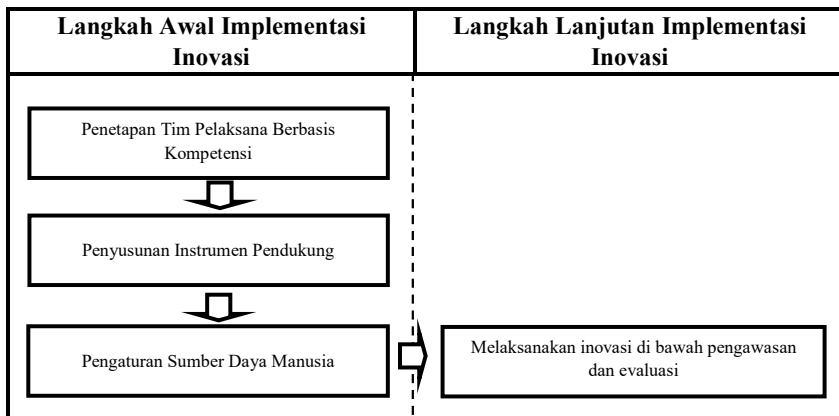 Langkah Awal Implementasi
Inovasi
Langkah Lanjutan Implementasi
Inovasi
Penetapan Tim Pelaksana Berbasis
Kompetensi
Penyusunan Instrumen Pendukung
Pengaturan Sumber Daya Manusia
Melaksanakan inovasi di bawah pengawasan
dan evaluasi